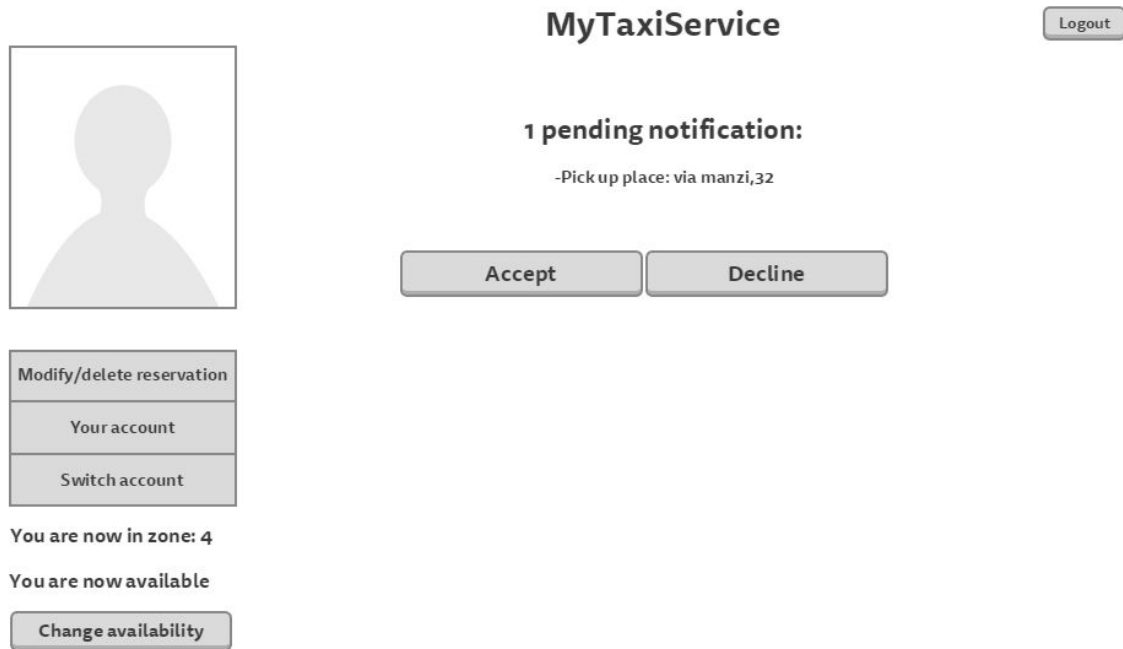 MyTaxiService
Logout
1 pending notification:
-Pick up place: via manzi,32
Accept
Decline
Modify/delete reservation
Your account
Switch account
You are now in zone: 4
You are now available
Change availability